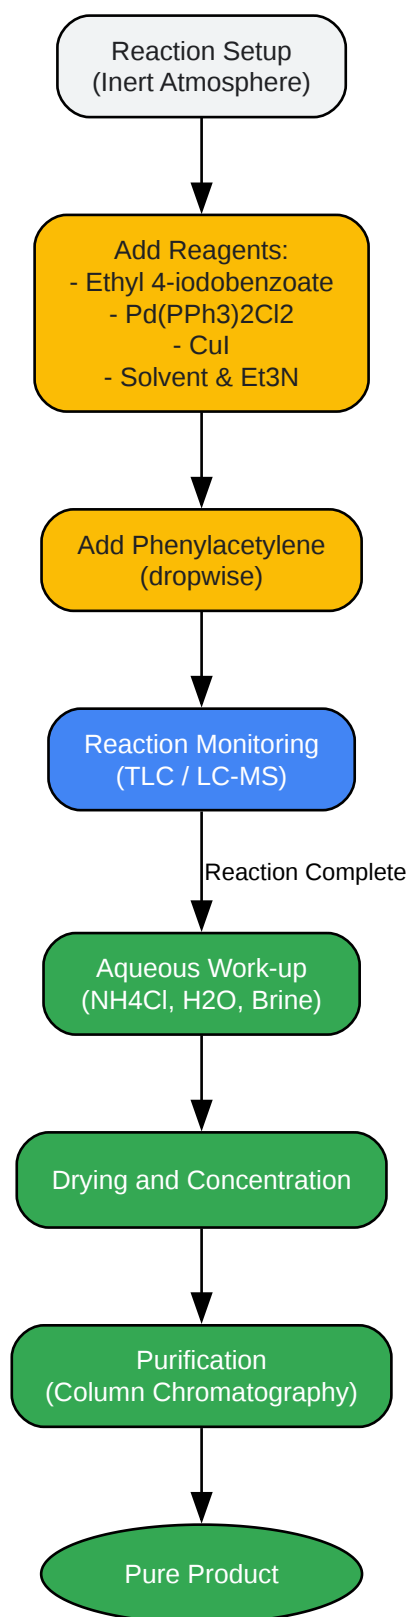 Reaction Setup
(Inert Atmosphere)
Add Reagents:
- Ethyl 4-iodobenzoate
- Pd(PPh3)2Cl2
- CuI
- Solvent & Et3N
Add Phenylacetylene
(dropwise)
Reaction Monitoring
(TLC / LC-MS)
Reaction Complete
Aqueous Work-up
(NH4Cl, H2O, Brine)
Drying and Concentration
Purification
(Column Chromatography)
Pure Product